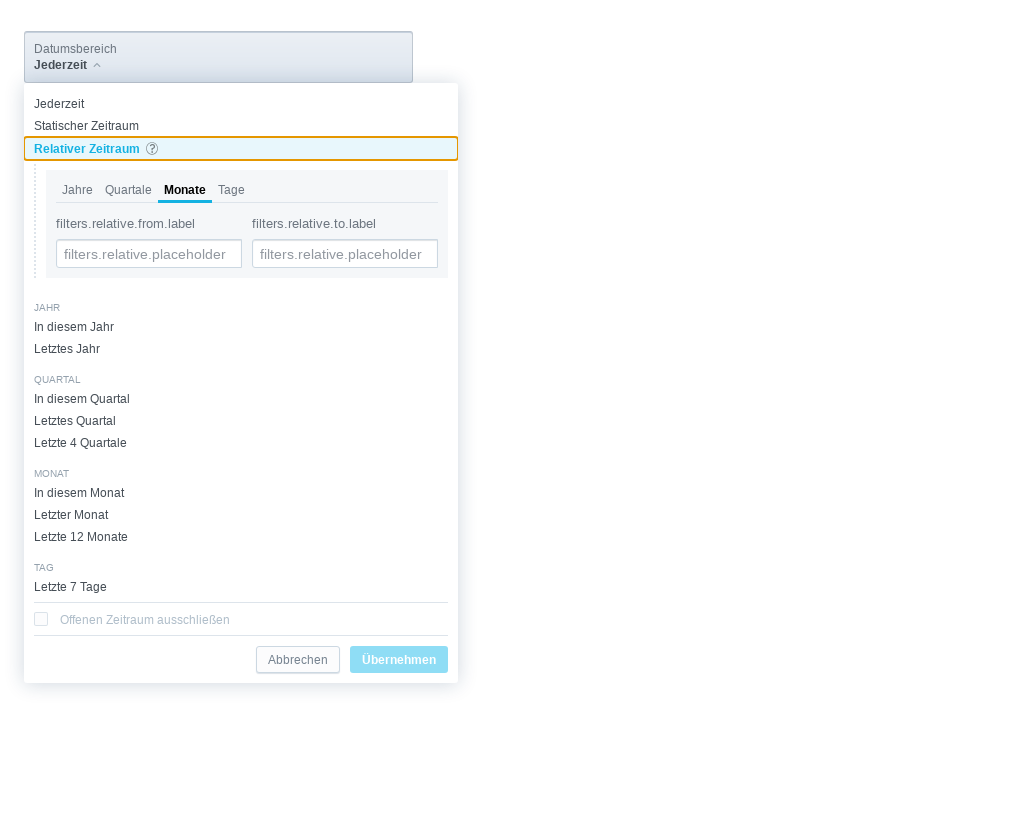 Datumsbereich
Jederzeit
Jederzeit
Statischer Zeitraum
Relativer Zeitraum ?
Jahre Quartale Monate Tage
filters.relative.from.label filters.relative.to.label
filters.relative.placeholder filters.relative.placeholder
JAHR
In diesem Jahr
Letztes Jahr
QUARTAL
In diesem Quartal
Letztes Quartal
Letzte 4 Quartale
MONAT
In diesem Monat
Letzter Monat
Letzte 12 Monate
TAG
Letzte 7 Tage
Offenen Zeitraum ausschließen
Abbrechen Übernehmen